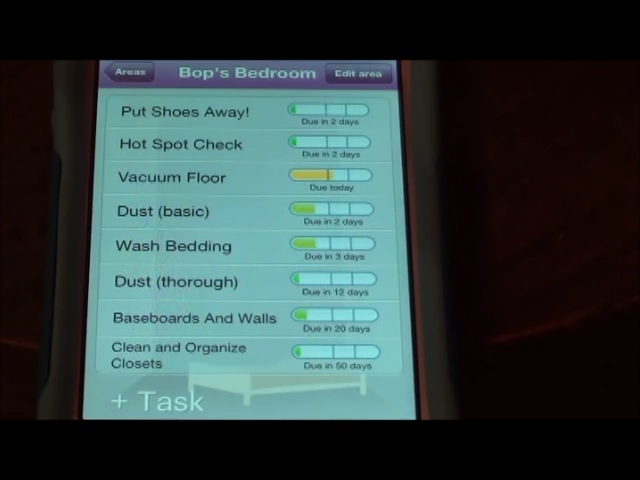 Areas
Bop's Bedroom
Edit area
Put Shoes Away!
Due in 2 days
Hot Spot Check
Due in 2 days
Vacuum Floor
Due today
Dust (basic)
Due in 2 days
Wash Bedding
Due in 3 days
Dust (thorough)
Due in 12 days
Baseboards And Walls
Due in 20 days
Clean and Organize
Closets
Due in 50 days
+ Task